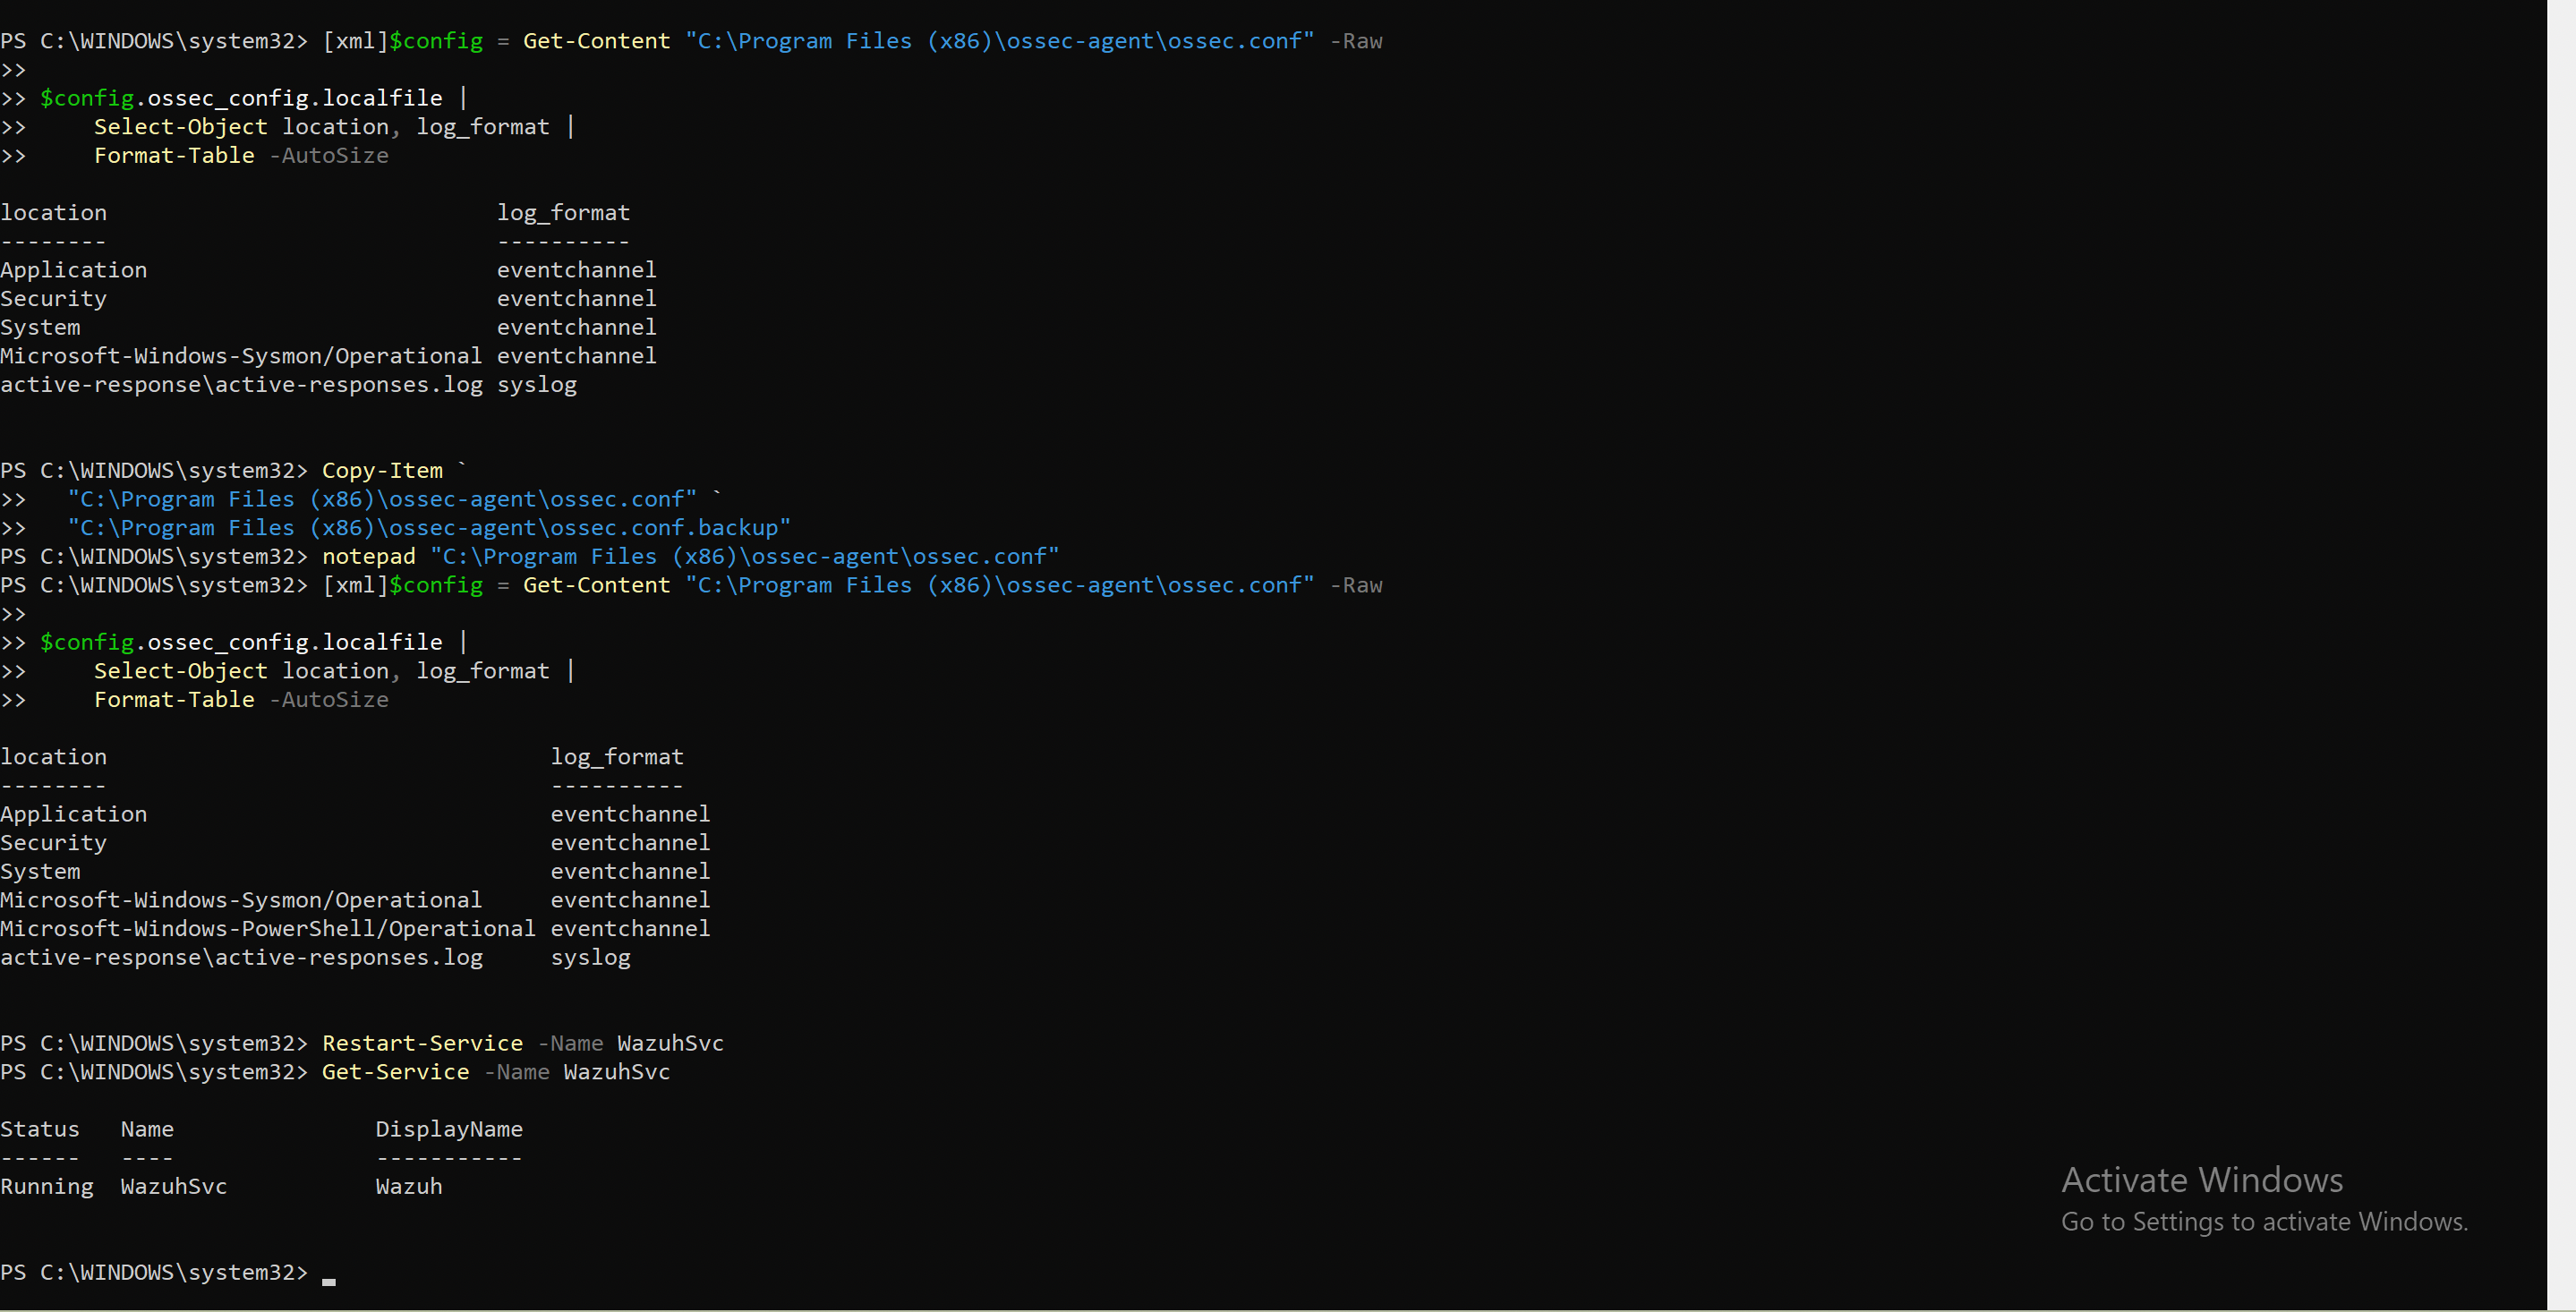 PS C:\WINDOWS\system32> [xml]$config = Get-Content "C:\Program Files (x86)\ossec-agent\ossec.conf" -Raw
>>
>> $config.ossec_config.localfile |
>>     Select-Object location, log_format |
>>     Format-Table -AutoSize
location                             log_format
--------                             ----------
Application                          eventchannel
Security                             eventchannel
System                               eventchannel
Microsoft-Windows-Sysmon/Operational eventchannel
active-response\active-responses.log syslog
PS C:\WINDOWS\system32> Copy-Item `
>>   "C:\Program Files (x86)\ossec-agent\ossec.conf" `
>>   "C:\Program Files (x86)\ossec-agent\ossec.conf.backup"
PS C:\WINDOWS\system32> notepad "C:\Program Files (x86)\ossec-agent\ossec.conf"
PS C:\WINDOWS\system32> [xml]$config = Get-Content "C:\Program Files (x86)\ossec-agent\ossec.conf" -Raw
>>
>> $config.ossec_config.localfile |
>>     Select-Object location, log_format |
>>     Format-Table -AutoSize
location                                 log_format
--------                                 ----------
Application                              eventchannel
Security                                 eventchannel
System                                   eventchannel
Microsoft-Windows-Sysmon/Operational     eventchannel
Microsoft-Windows-PowerShell/Operational eventchannel
active-response\active-responses.log     syslog
PS C:\WINDOWS\system32> Restart-Service -Name WazuhSvc
PS C:\WINDOWS\system32> Get-Service -Name WazuhSvc
Status   Name               DisplayName
------   ----               -----------
Running  WazuhSvc           Wazuh
PS C:\WINDOWS\system32>
Activate Windows
Go to Settings to activate Windows.